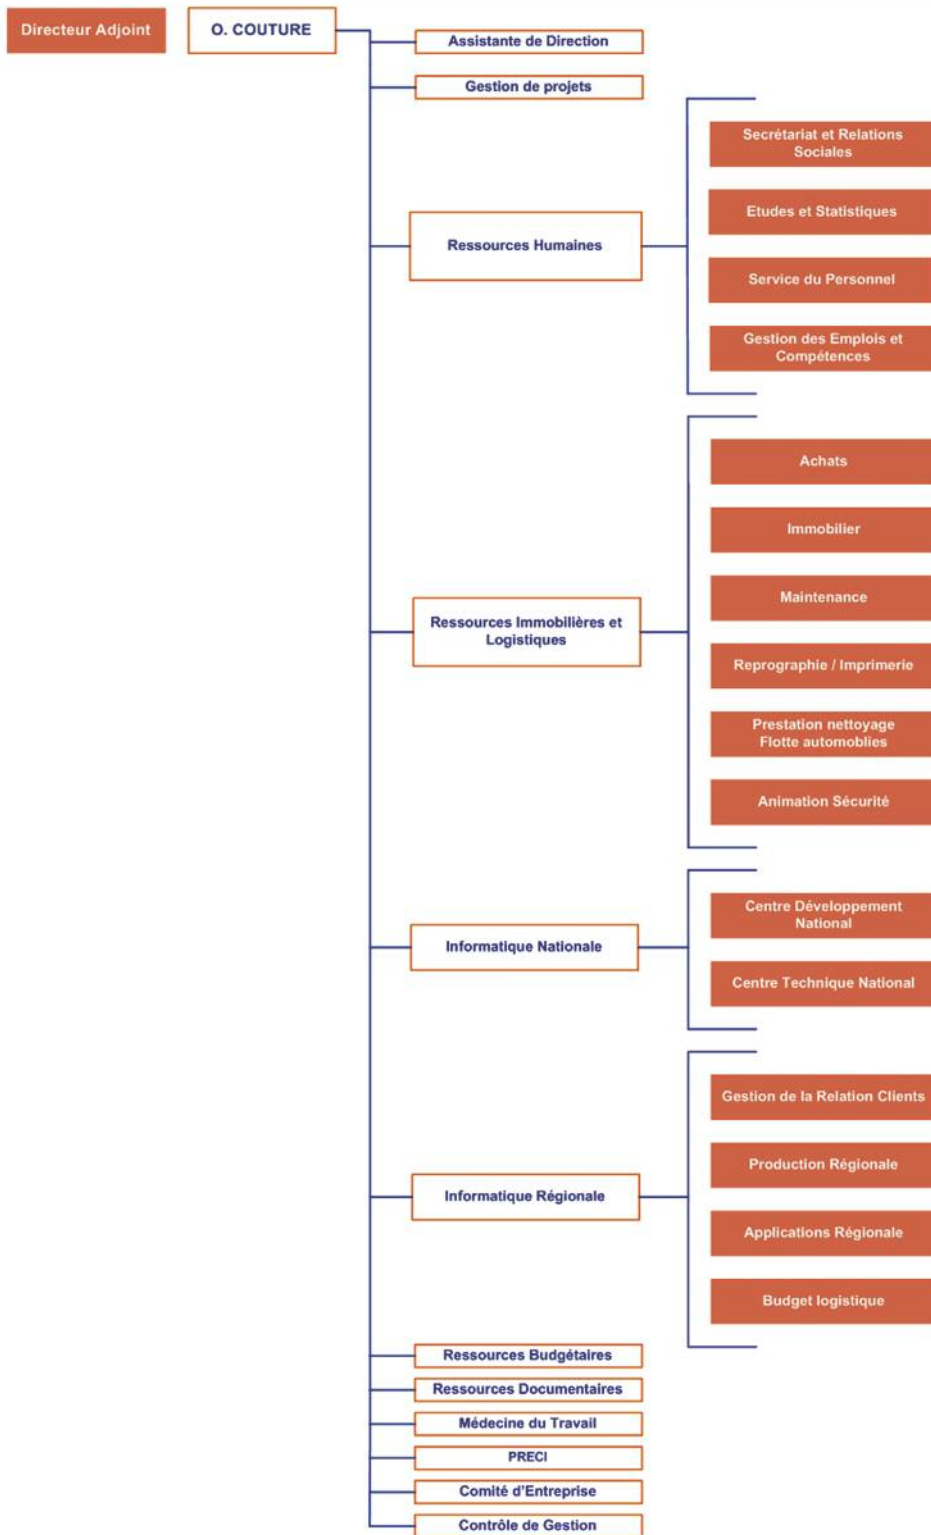 Directeur Adjoint
O. COUTURE
Assistante de Direction
Gestion de projets
Ressources Humaines
Secrétariat et Relations
Sociales
Etudes et Statistiques
Service du Personnel
Gestion des Emplois et
Compétences
Ressources Immobilières et
Logistiques
Achats
Immobilier
Maintenance
Reprographie / Imprimerie
Prestation nettoyage
Flotte automoblies
Animation Sécurité
Informatique Nationale
Centre Développement
National
Centre Technique National
Informatique Régionale
Gestion de la Relation Clients
Production Régionale
Applications Régionale
Budget logistique
Ressources Budgétaires
Ressources Documentaires
Médecine du Travail
PRECI
Comité d'Entreprise
Contrôle de Gestion